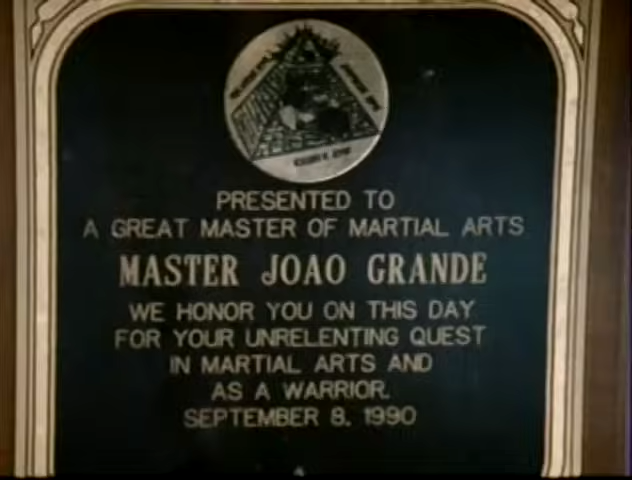 PRESENTED TO
A GREAT MASTER OF MARTIAL ARTS
MASTER JOAO GRANDE
WE HONOR YOU ON THIS DAY
FOR YOUR UNRELENTING QUEST
IN MARTIAL ARTS AND
AS A WARRIOR.
SEPTEMBER 8, 1990